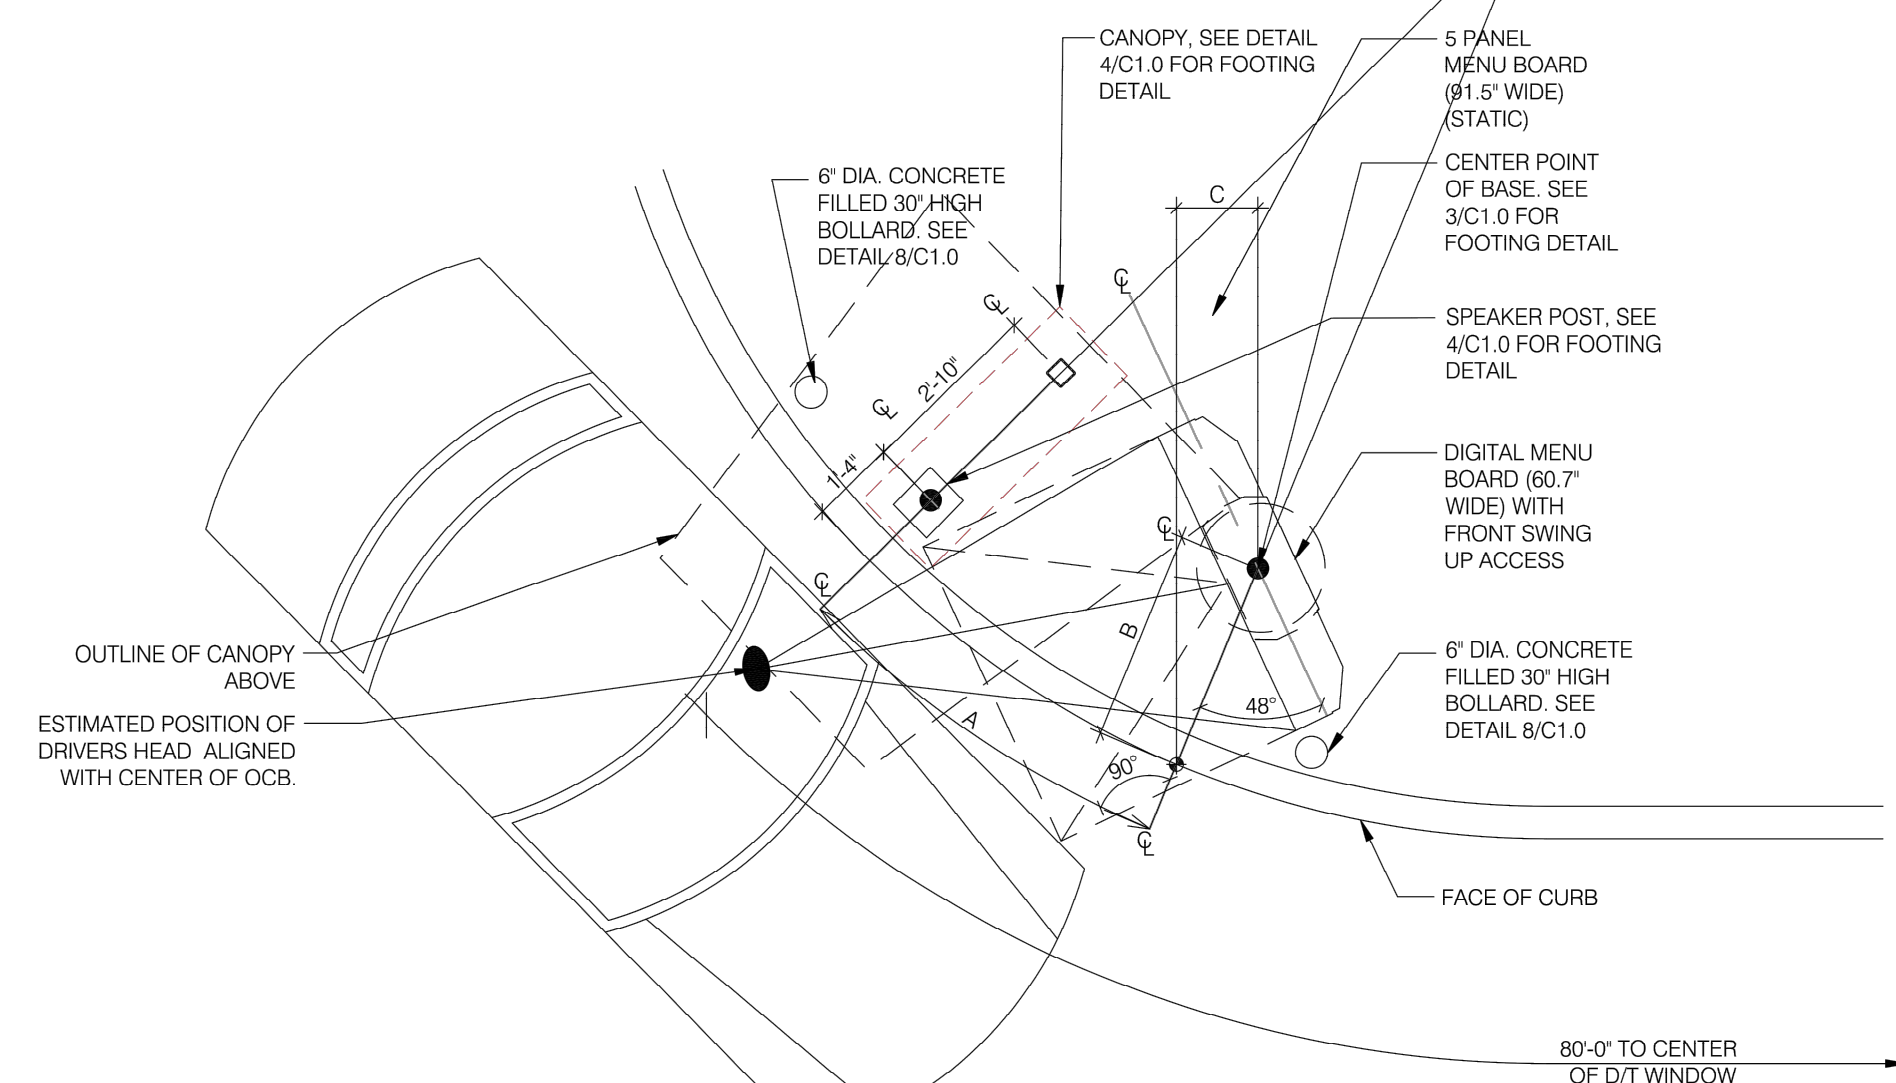 CANOPY, SEE DETAIL
4/C1.0 FOR FOOTING
DETAIL
5 PANEL
MENU BOARD
(91.5" WIDE)
(STATIC)
6" DIA. CONCRETE
FILLED 30" HIGH
BOLLARD. SEE
DETAIL 8/C1.0
CENTER POINT
OF BASE. SEE
3/C1.0 FOR
FOOTING DETAIL
C
℄
℄
SPEAKER POST, SEE
4/C1.0 FOR FOOTING
DETAIL
2'-10"
℄
1'-4"
DIGITAL MENU
BOARD (60.7"
WIDE) WITH
FRONT SWING
UP ACCESS
℄
℄
B
OUTLINE OF CANOPY
ABOVE
6" DIA. CONCRETE
FILLED 30" HIGH
BOLLARD. SEE
DETAIL 8/C1.0
48°
A
ESTIMATED POSITION OF
DRIVERS HEAD ALIGNED
WITH CENTER OF OCB.
90°
℄
FACE OF CURB
80'-0" TO CENTER
OF D/T WINDOW